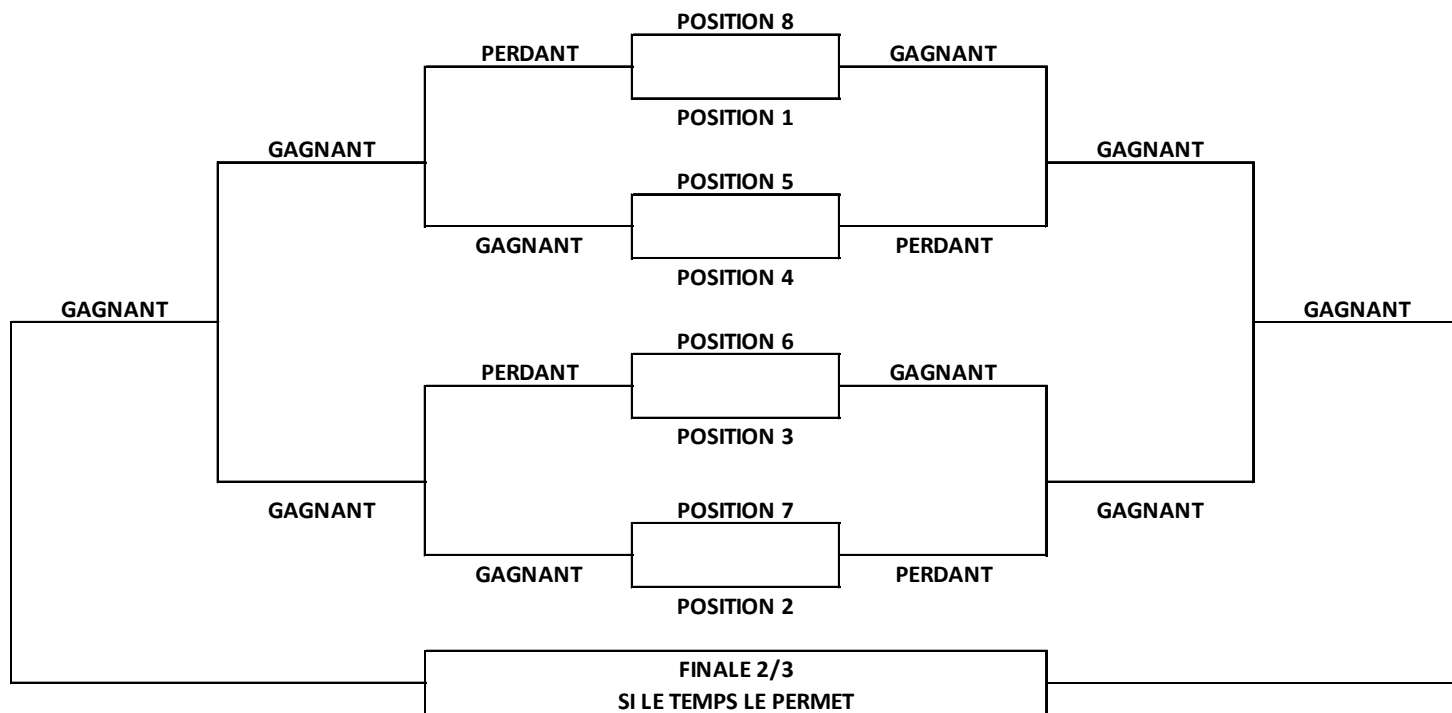 POSITION 8
PERDANT GAGNANT
POSITION 1
GAGNANT GAGNANT
POSITION 5
GAGNANT PERDANT
POSITION 4
GAGNANT GAGNANT
POSITION 6
PERDANT GAGNANT
POSITION 3
GAGNANT POSITION 7 GAGNANT
GAGNANT PERDANT
POSITION 2
FINALE 2/3
SI LE TEMPS LE PERMET